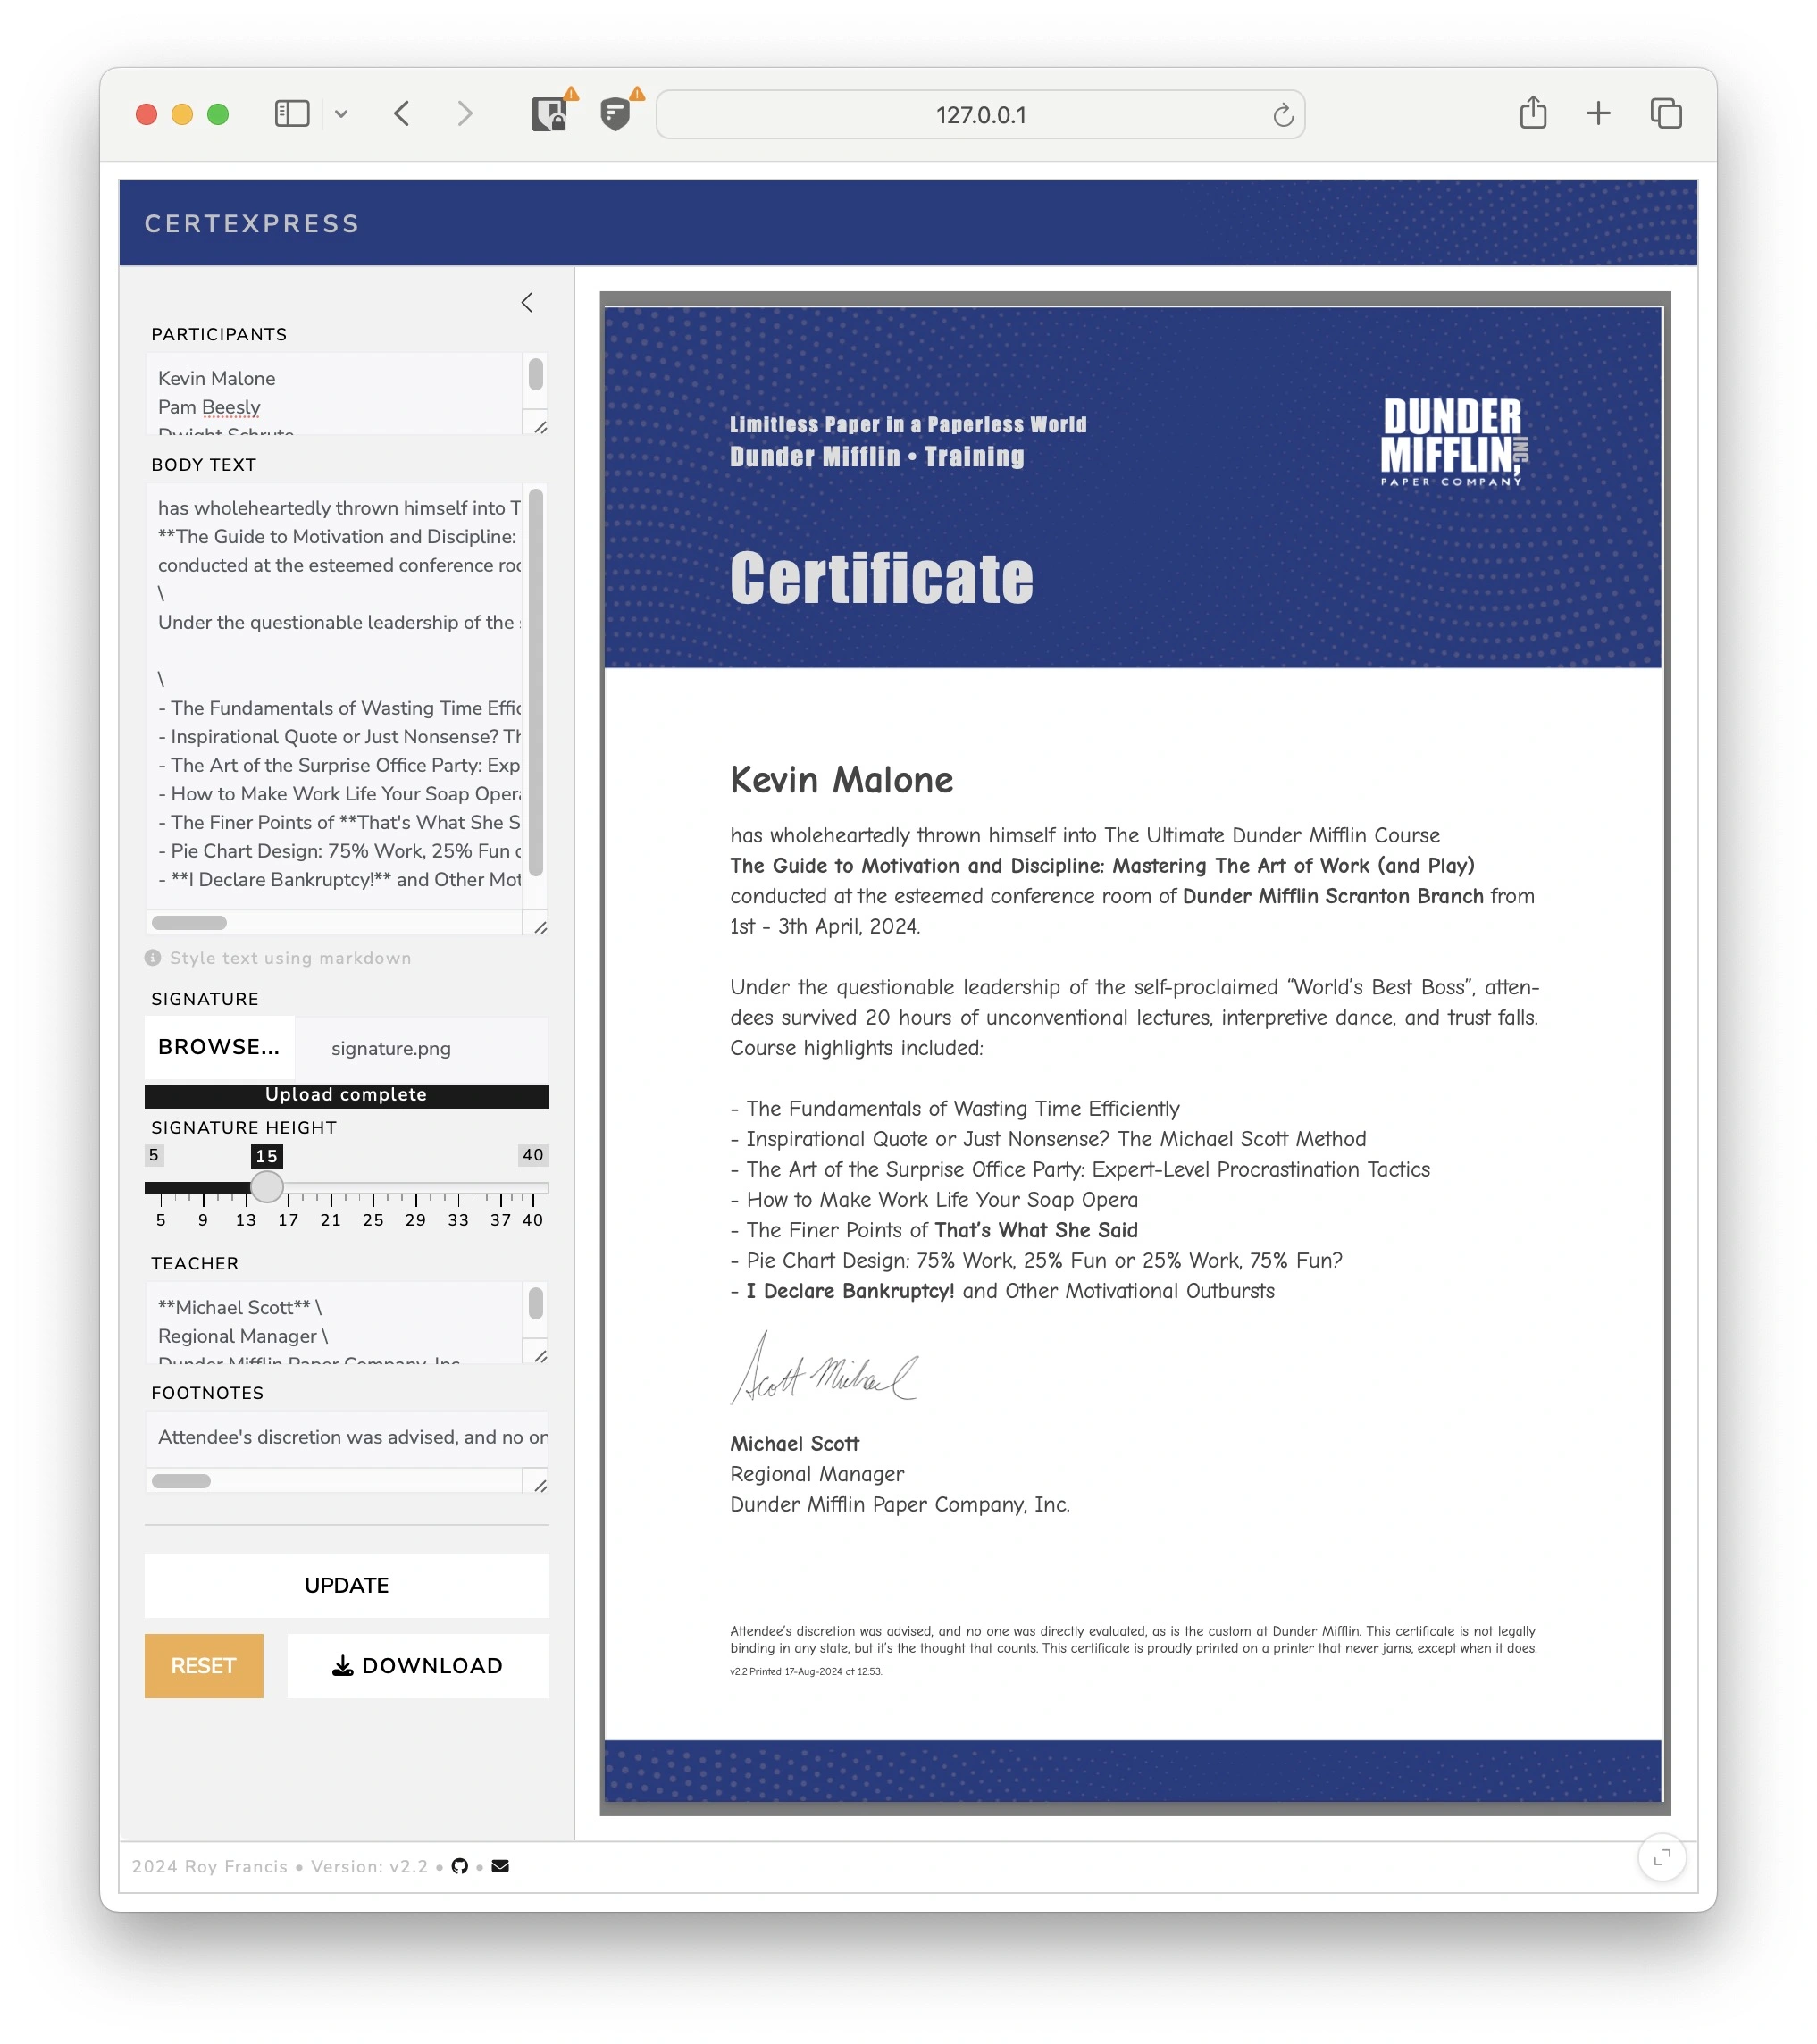 127.0.0.1
CERTEXPRESS
PARTICIPANTS
Kevin Malone
Pam Beesly
Dwight Schrute
BODY TEXT
has wholeheartedly thrown himself into T
**The Guide to Motivation and Discipline:
conducted at the esteemed conference roo
\
Under the questionable leadership of the
\
- The Fundamentals of Wasting Time Effic
- Inspirational Quote or Just Nonsense? Th
- The Art of the Surprise Office Party: Exp
- How to Make Work Life Your Soap Opera
- The Finer Points of **That's What She S
- Pie Chart Design: 75% Work, 25% Fun o
- **I Declare Bankruptcy!** and Other Mot
Style text using markdown
SIGNATURE
BROWSE... signature.png
Upload complete
SIGNATURE HEIGHT
5 15 40
5 9 13 17 21 25 29 33 37 40
TEACHER
**Michael Scott** \
Regional Manager \
Dunder Mifflin Paper Company, Inc.
FOOTNOTES
Attendee's discretion was advised, and no on
UPDATE
RESET DOWNLOAD
Limitless Paper in a Paperless World
Dunder Mifflin • Training
DUNDER
MIFFLIN, INC
PAPER COMPANY
Certificate
Kevin Malone
has wholeheartedly thrown himself into The Ultimate Dunder Mifflin Course
The Guide to Motivation and Discipline: Mastering The Art of Work (and Play)
conducted at the esteemed conference room of Dunder Mifflin Scranton Branch from
1st - 3th April, 2024.
Under the questionable leadership of the self-proclaimed “World’s Best Boss”, atten-
dees survived 20 hours of unconventional lectures, interpretive dance, and trust falls.
Course highlights included:
- The Fundamentals of Wasting Time Efficiently
- Inspirational Quote or Just Nonsense? The Michael Scott Method
- The Art of the Surprise Office Party: Expert-Level Procrastination Tactics
- How to Make Work Life Your Soap Opera
- The Finer Points of That’s What She Said
- Pie Chart Design: 75% Work, 25% Fun or 25% Work, 75% Fun?
- I Declare Bankruptcy! and Other Motivational Outbursts
Scott Michael
Michael Scott
Regional Manager
Dunder Mifflin Paper Company, Inc.
Attendee’s discretion was advised, and no one was directly evaluated, as is the custom at Dunder Mifflin. This certificate is not legally
binding in any state, but it’s the thought that counts. This certificate is proudly printed on a printer that never jams, except when it does.
v2.2 Printed 17-Aug-2024 at 12:53.
2024 Roy Francis • Version: v2.2 • •